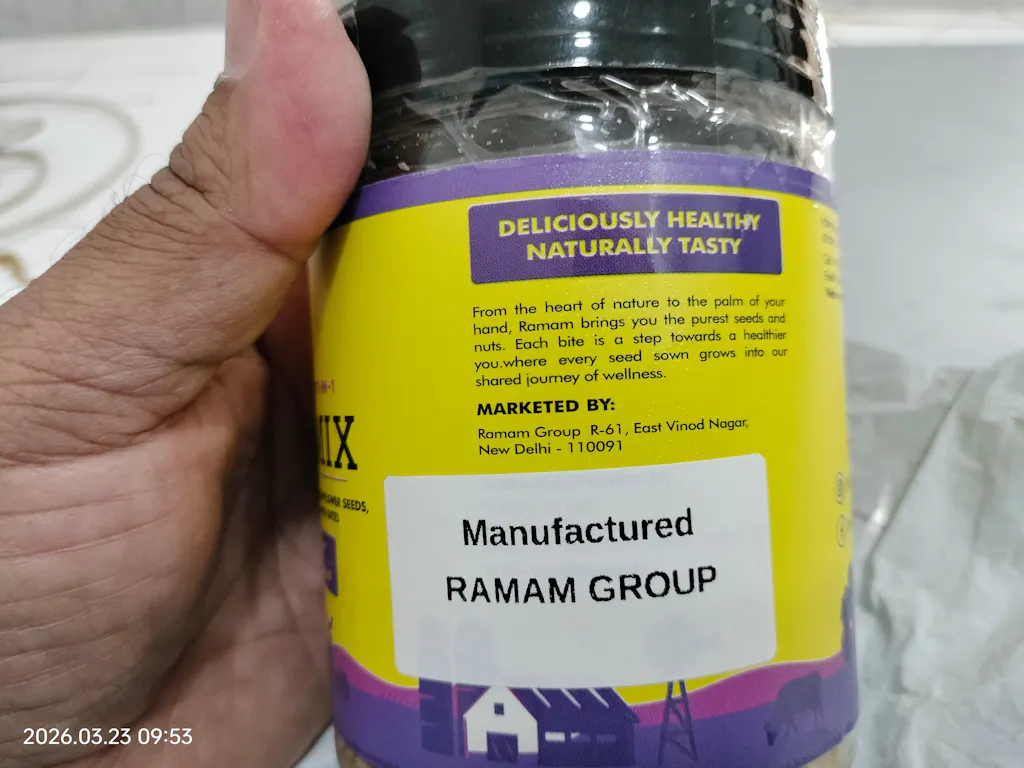 DELICIOUSLY HEALTHY
NATURALLY TASTY
From the heart of nature to the palm of your
hand, Ramam brings you the purest seeds and
nuts. Each bite is a step towards a healthier
you.where every seed sown grows into our
shared journey of wellness.
MARKETED BY:
Ramam Group R-61, East Vinod Nagar,
New Delhi - 110091
Manufactured
RAMAM GROUP
IX
SEEDS,
2026.03.23 09:53